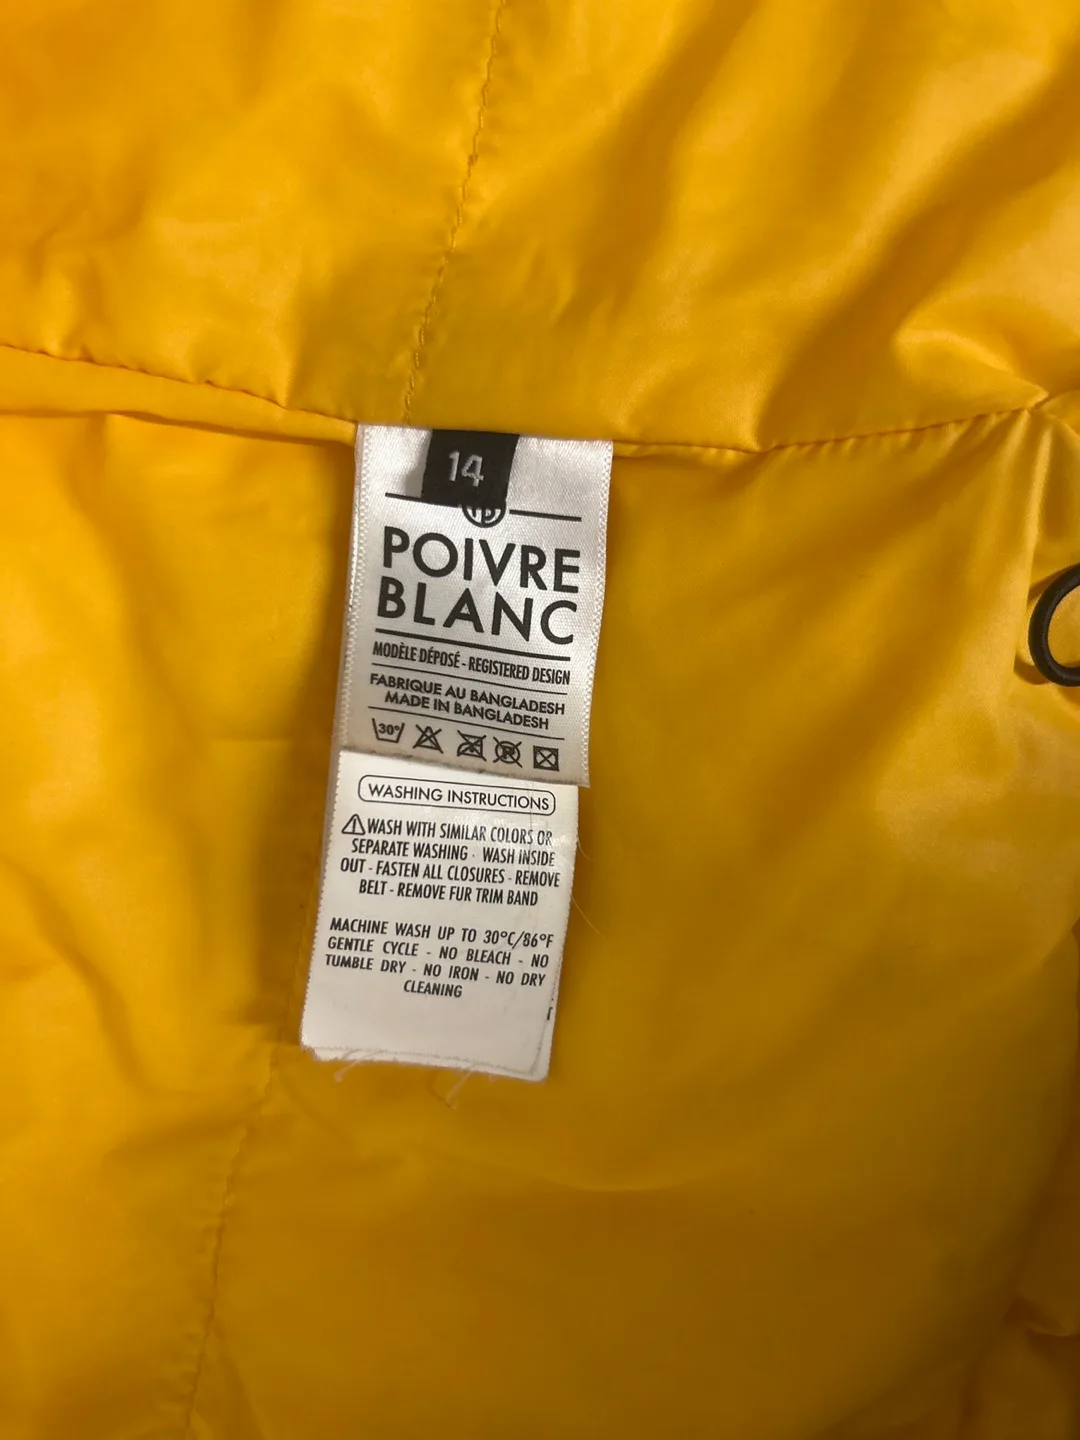 14
POIVRE
BLANC
MODÈLE DÉPOSÉ - REGISTERED DESIGN
FABRIQUE AU BANGLADESH
MADE IN BANGLADESH
30°
WASHING INSTRUCTIONS
WASH WITH SIMILAR COLORS OR
SEPARATE WASHING - WASH INSIDE
OUT - FASTEN ALL CLOSURES - REMOVE
BELT - REMOVE FUR TRIM BAND
MACHINE WASH UP TO 30°C/86°F
GENTLE CYCLE - NO BLEACH - NO
TUMBLE DRY - NO IRON - NO DRY
CLEANING